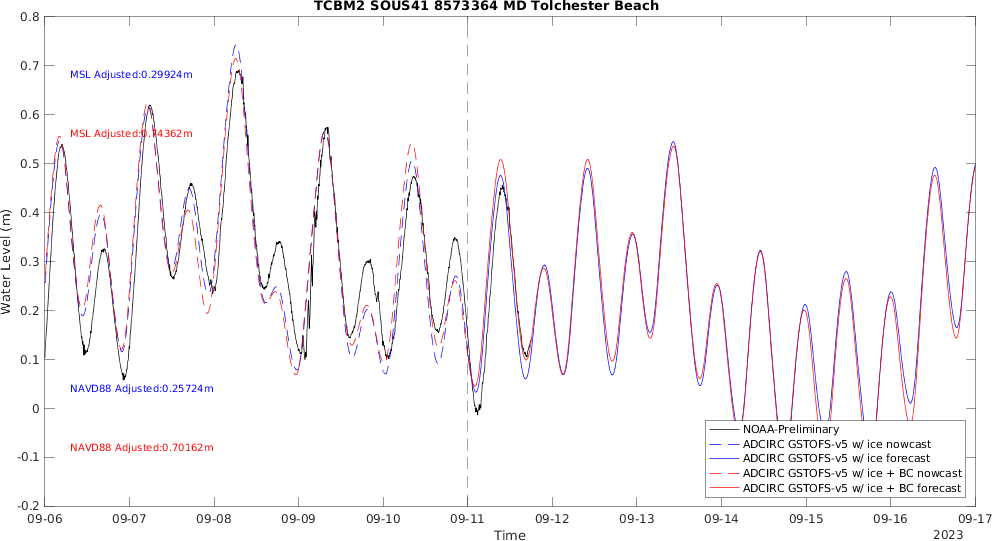 TCBM2 SOUS41 8573364 MD Tolchester Beach
Water Level (m)
0.8
0.7
0.6
0.5
0.4
0.3
0.2
0.1
0
-0.1
-0.2
MSL Adjusted:0.29924m
MSL Adjusted:0.74362m
NAVD88 Adjusted:0.25724m
NAVD88 Adjusted:0.70162m
NOAA-Preliminary
ADCIRC GSTOFS-v5 w/ ice nowcast
ADCIRC GSTOFS-v5 w/ ice forecast
ADCIRC GSTOFS-v5 w/ ice + BC nowcast
ADCIRC GSTOFS-v5 w/ ice + BC forecast
09-06 09-07 09-08 09-09 09-10 09-11 09-12 09-13 09-14 09-15 09-16 09-17
Time
2023